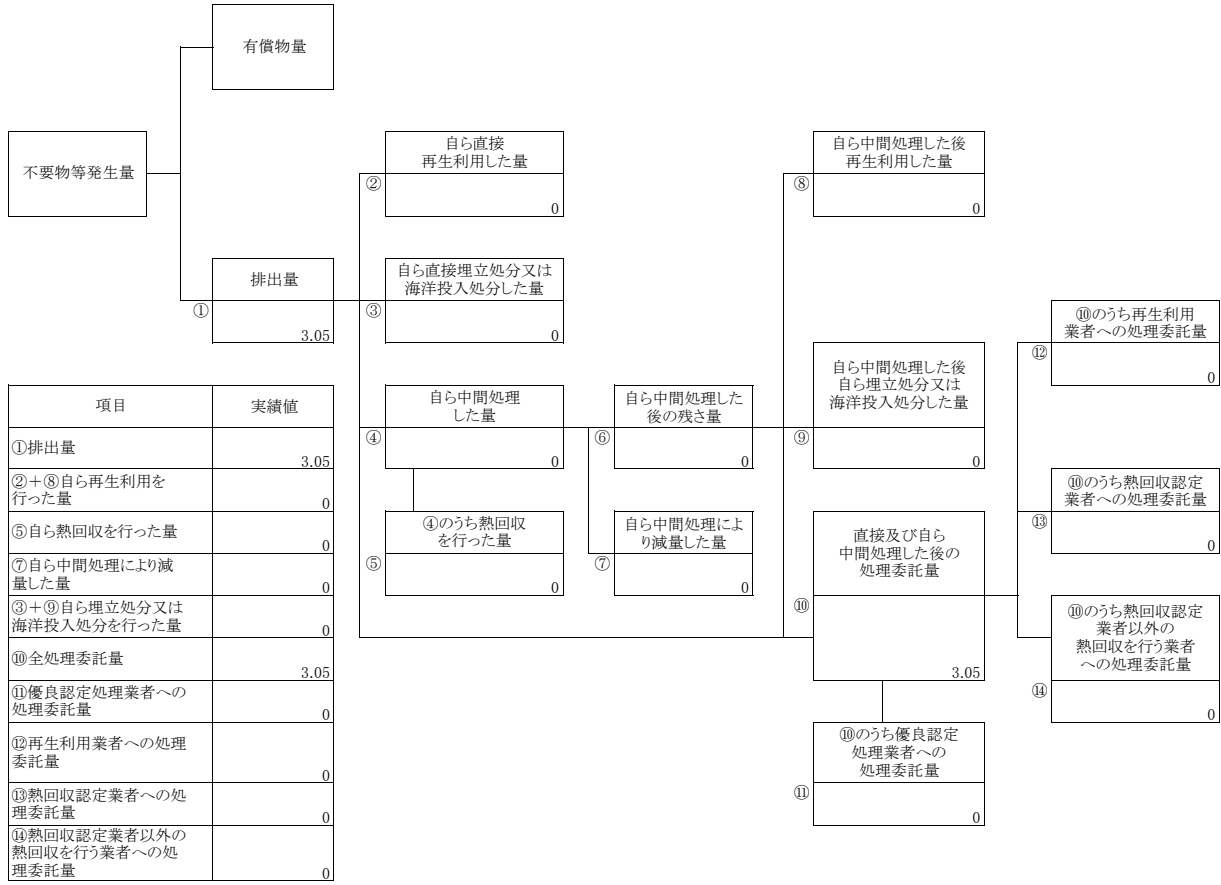 有償物量
不要物等発生量
自ら直接
再生利用した量
②
0
自ら中間処理した後
再生利用した量
⑧
0
排出量
①
3.05
自ら直接埋立処分又は
海洋投入処分した量
③
0
自ら中間処理
した量
④
0
自ら中間処理した
後の残さ量
⑥
0
自ら中間処理した後
自ら埋立処分又は
海洋投入処分した量
⑨
0
④のうち熱回収
を行った量
⑤
0
自ら中間処理によ
り減量した量
⑦
0
直接及び自ら
中間処理した後の
処理委託量
⑩
3.05
⑩のうち優良認定
処理業者への
処理委託量
⑪
0
⑩のうち再生利用
業者への処理委託量
⑫
0
⑩のうち熱回収認定
業者への処理委託量
⑬
0
⑩のうち熱回収認定
業者以外の
熱回収を行う業者
への処理委託量
⑭
0
項目
実績値
①排出量
3.05
②+⑧自ら再生利用を
行った量
0
⑤自ら熱回収を行った量
0
⑦自ら中間処理により減
量した量
0
③+⑨自ら埋立処分又は
海洋投入処分を行った量
0
⑩全処理委託量
3.05
⑪優良認定処理業者への
処理委託量
0
⑫再生利用業者への処理
委託量
0
⑬熱回収認定業者への処
理委託量
0
⑭熱回収認定業者以外の
熱回収を行う業者への処
理委託量
0